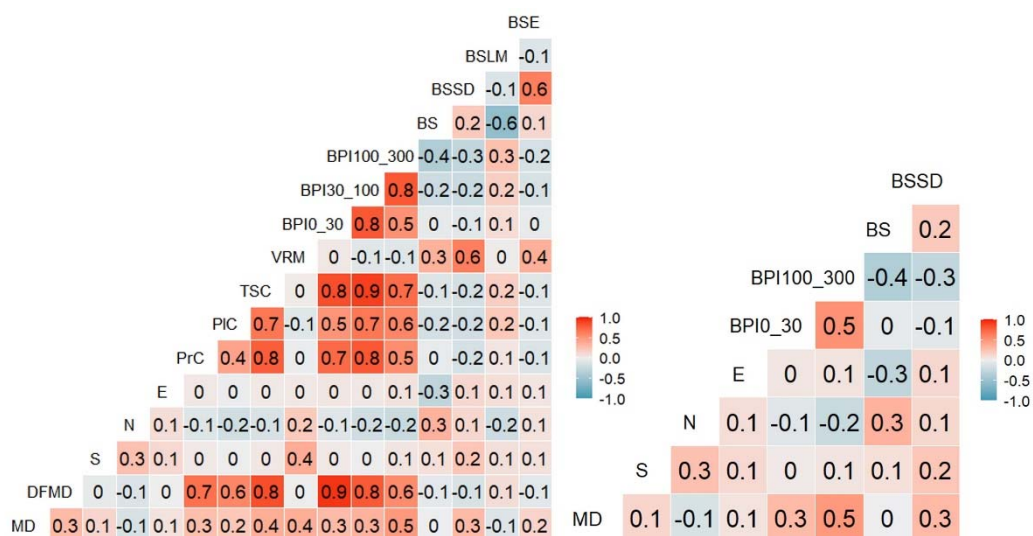 BSE
BSLM -0.1
BSSD -0.1 0.6
BS 0.2 -0.6 0.1
BPI100_300 -0.4 -0.3 0.3 -0.2
BPI30_100 0.8 -0.2 -0.2 0.2 -0.1
BPI0_30 0.8 0.5 0 -0.1 0.1 0
VRM 0 -0.1 -0.1 0.3 0.6 0 0.4
TSC 0 0.8 0.9 0.7 -0.1 -0.2 0.2 -0.1
PlC 0.7 -0.1 0.5 0.7 0.6 -0.2 -0.2 0.2 -0.1
PrC 0.4 0.8 0 0.7 0.8 0.5 0 -0.2 0.1 -0.1
E 0 0 0 0 0 0 0.1 -0.3 0.1 0.1 0.1
N 0.1 -0.1 -0.2 -0.1 0.2 -0.1 -0.2 -0.2 0.3 0.1 -0.2 0.1
S 0.3 0.1 0 0 0 0.4 0 0 0.1 0.1 0.2 0.1 0.1
DFMD 0 -0.1 0 0.7 0.6 0.8 0 0.9 0.8 0.6 -0.1 -0.1 0.1 -0.1
MD 0.3 0.1 -0.1 0.1 0.3 0.2 0.4 0.4 0.3 0.3 0.5 0 0.3 -0.1 0.2
1.0
0.5
0.0
-0.5
-1.0
BSSD
BS 0.2
BPI100_300 -0.4 -0.3
BPI0_30 0.5 0 -0.1
E 0 0.1 -0.3 0.1
N 0.1 -0.1 -0.2 0.3 0.1
S 0.3 0.1 0 0.1 0.1 0.2
MD 0.1 -0.1 0.1 0.3 0.5 0 0.3
1.0
0.5
0.0
-0.5
-1.0